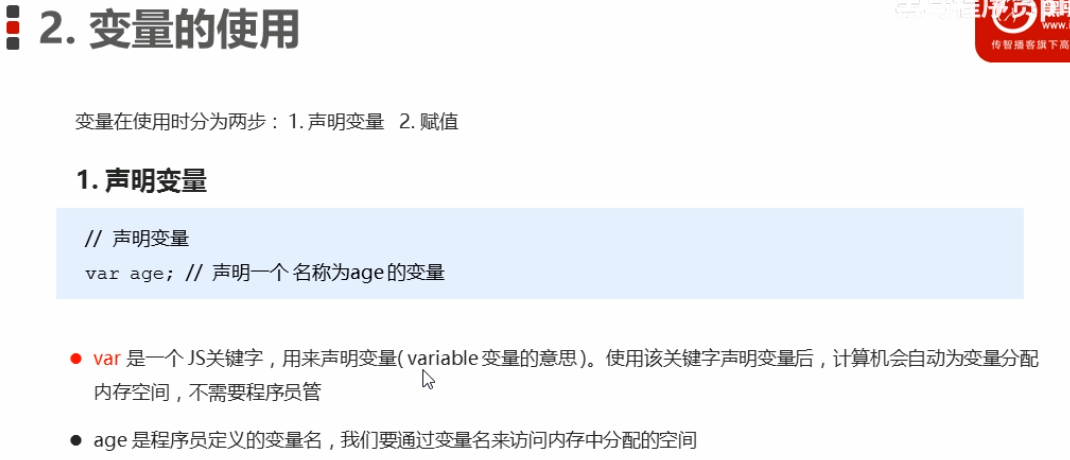 2. 变量的使用
www.i
传智播客旗下高
变量在使用时分为两步：1. 声明变量 2. 赋值
1. 声明变量
// 声明变量
var age; // 声明一个 名称为age 的变量
var 是一个 JS关键字，用来声明变量( variable 变量的意思 )。使用该关键字声明变量后，计算机会自动为变量分配
内存空间，不需要程序员管
age 是程序员定义的变量名，我们要通过变量名来访问内存中分配的空间